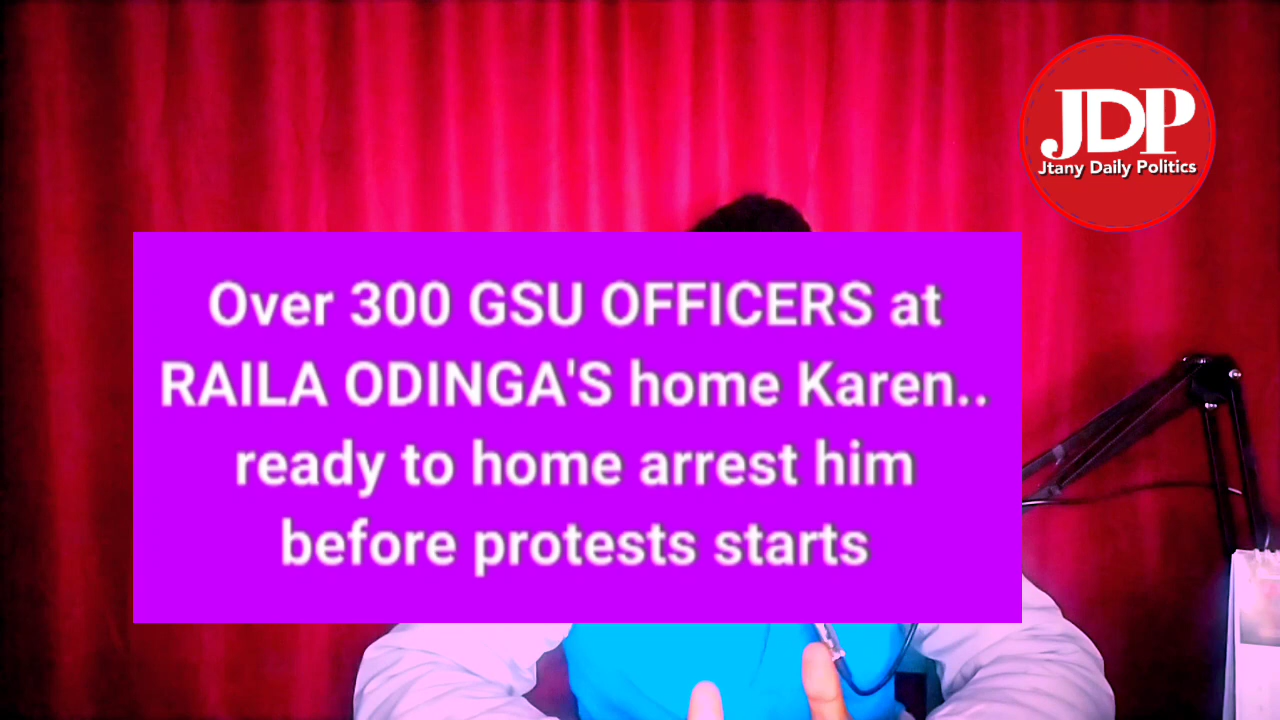 JDP
Jtany Daily Politics
Over 300 GSU OFFICERS at
RAILA ODINGA'S home Karen..
ready to home arrest him
before protests starts